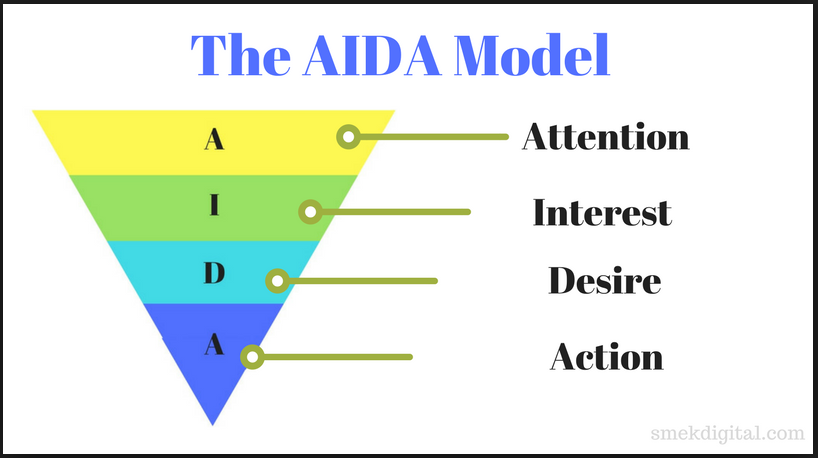 The AIDA Model
A
Attention
I
Interest
D
Desire
A
Action
smekdigital.com